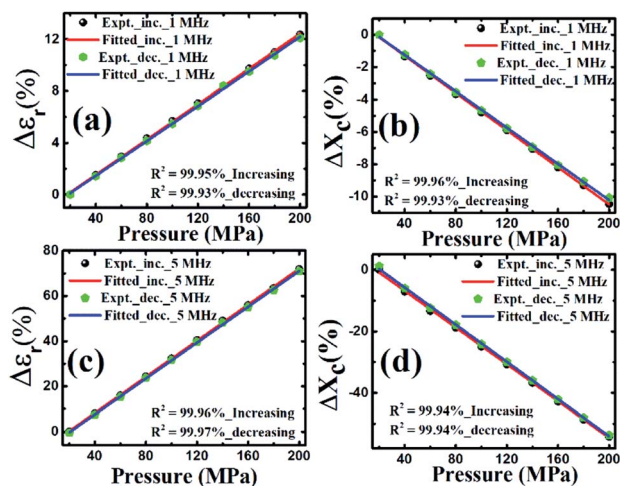 Δεr(%)
12
8
4
0
Expt._inc._1 MHz
Fitted_inc._1 MHz
Expt._dec._1 MHz
Fitted_dec._1 MHz
(a)
R² = 99.95%_Increasing
R² = 99.93%_decreasing
40 80 120 160 200
Pressure (MPa)
ΔXc(%)
0
-2
-4
-6
-8
-10
Expt._inc._1 MHz
Fitted_inc._1 MHz
Expt._dec._1 MHz
Fitted_dec._1 MHz
(b)
R² = 99.96%_Increasing
R² = 99.93%_decreasing
40 80 120 160 200
Pressure (MPa)
Δεr(%)
80
60
40
20
0
Expt._inc._5 MHz
Fitted_inc._5 MHz
Expt._dec._5 MHz
Fitted_dec._5 MHz
(c)
R² = 99.96%_Increasing
R² = 99.97%_decreasing
40 80 120 160 200
Pressure (MPa)
ΔXc(%)
0
-20
-40
Expt._inc._5 MHz
Fitted_inc._5 MHz
Expt._dec._5 MHz
Fitted_dec._5 MHz
(d)
R² = 99.94%_Increasing
R² = 99.94%_decreasing
40 80 120 160 200
Pressure (MPa)